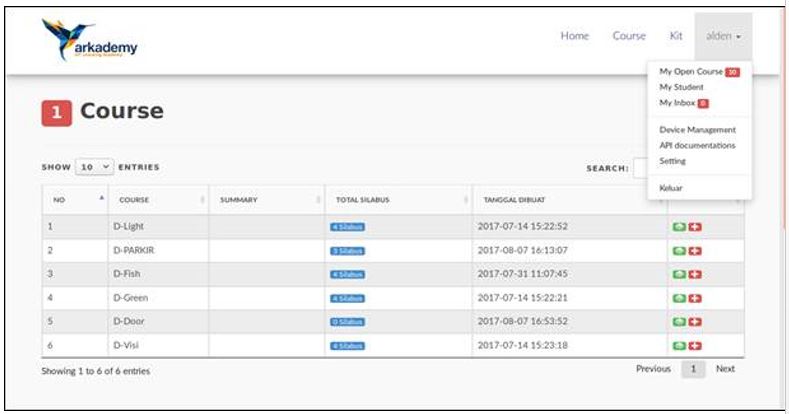 arkademy
Home Course Kit alden
My Open Course 10
My Student
My Inbox 0
Device Management
API documentations
Setting
Keluar
1 Course
SHOW 10 ENTRIES SEARCH:
NO COURSE SUMMARY TOTAL SILABUS TANGGAL DIBUAT
1 D-Light 4 Silabus 2017-07-14 15:22:52
2 D-PARKIR 3 Silabus 2017-08-07 16:13:07
3 D-Fish 4 Silabus 2017-07-31 11:07:45
4 D-Green 4 Silabus 2017-07-14 15:22:21
5 D-Door 0 Silabus 2017-08-07 16:53:52
6 D-Visi 4 Silabus 2017-07-14 15:23:18
Showing 1 to 6 of 6 entries Previous 1 Next